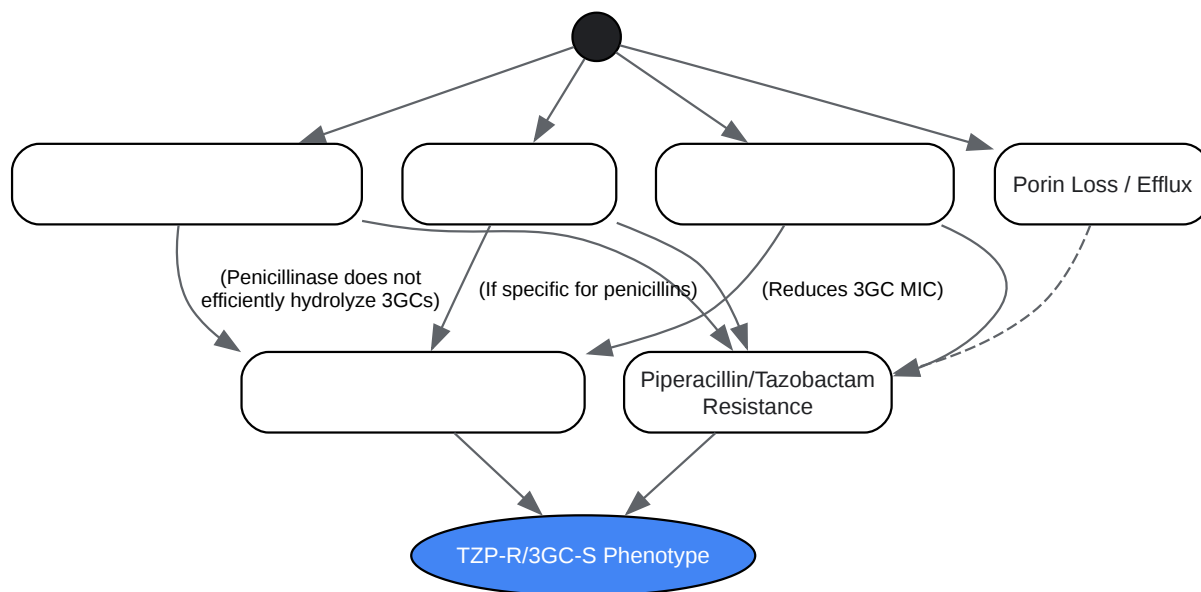 Porin Loss / Efflux
(Penicillinase does not
efficiently hydrolyze 3GCs)
(If specific for penicillins)
(Reduces 3GC MIC)
Piperacillin/Tazobactam
Resistance
TZP-R/3GC-S Phenotype